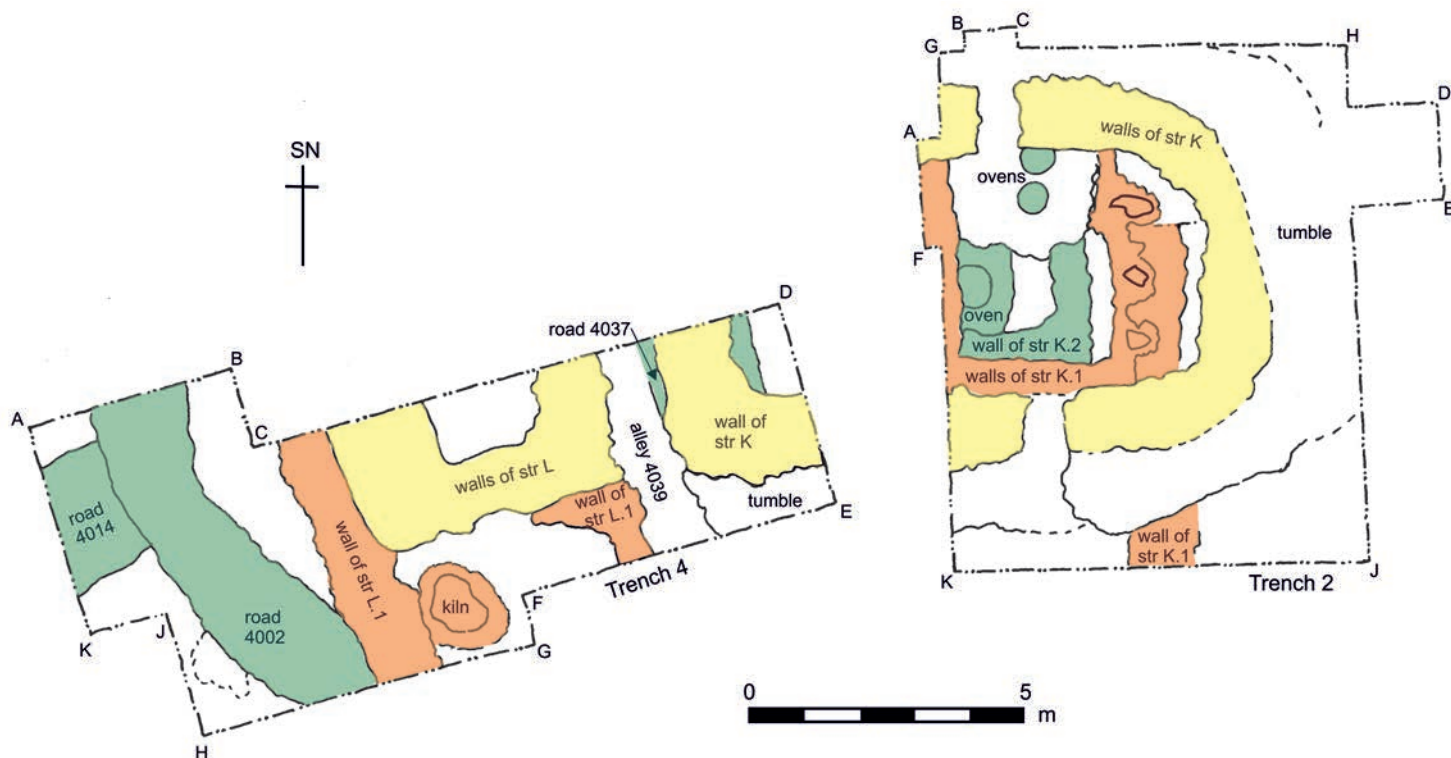 SN
A
B
C
D
E
F
G
H
J
K
road
4014
road
4002
wall of str L.1
kiln
walls of str L
wall of
str L.1
alley 4039
road 4037
wall of
str K
tumble
Trench 4
A
B
C
D
E
F
G
H
J
K
walls of str K
ovens
tumble
oven
wall of str K.2
walls of str K.1
wall of
str K.1
Trench 2
0
5
m